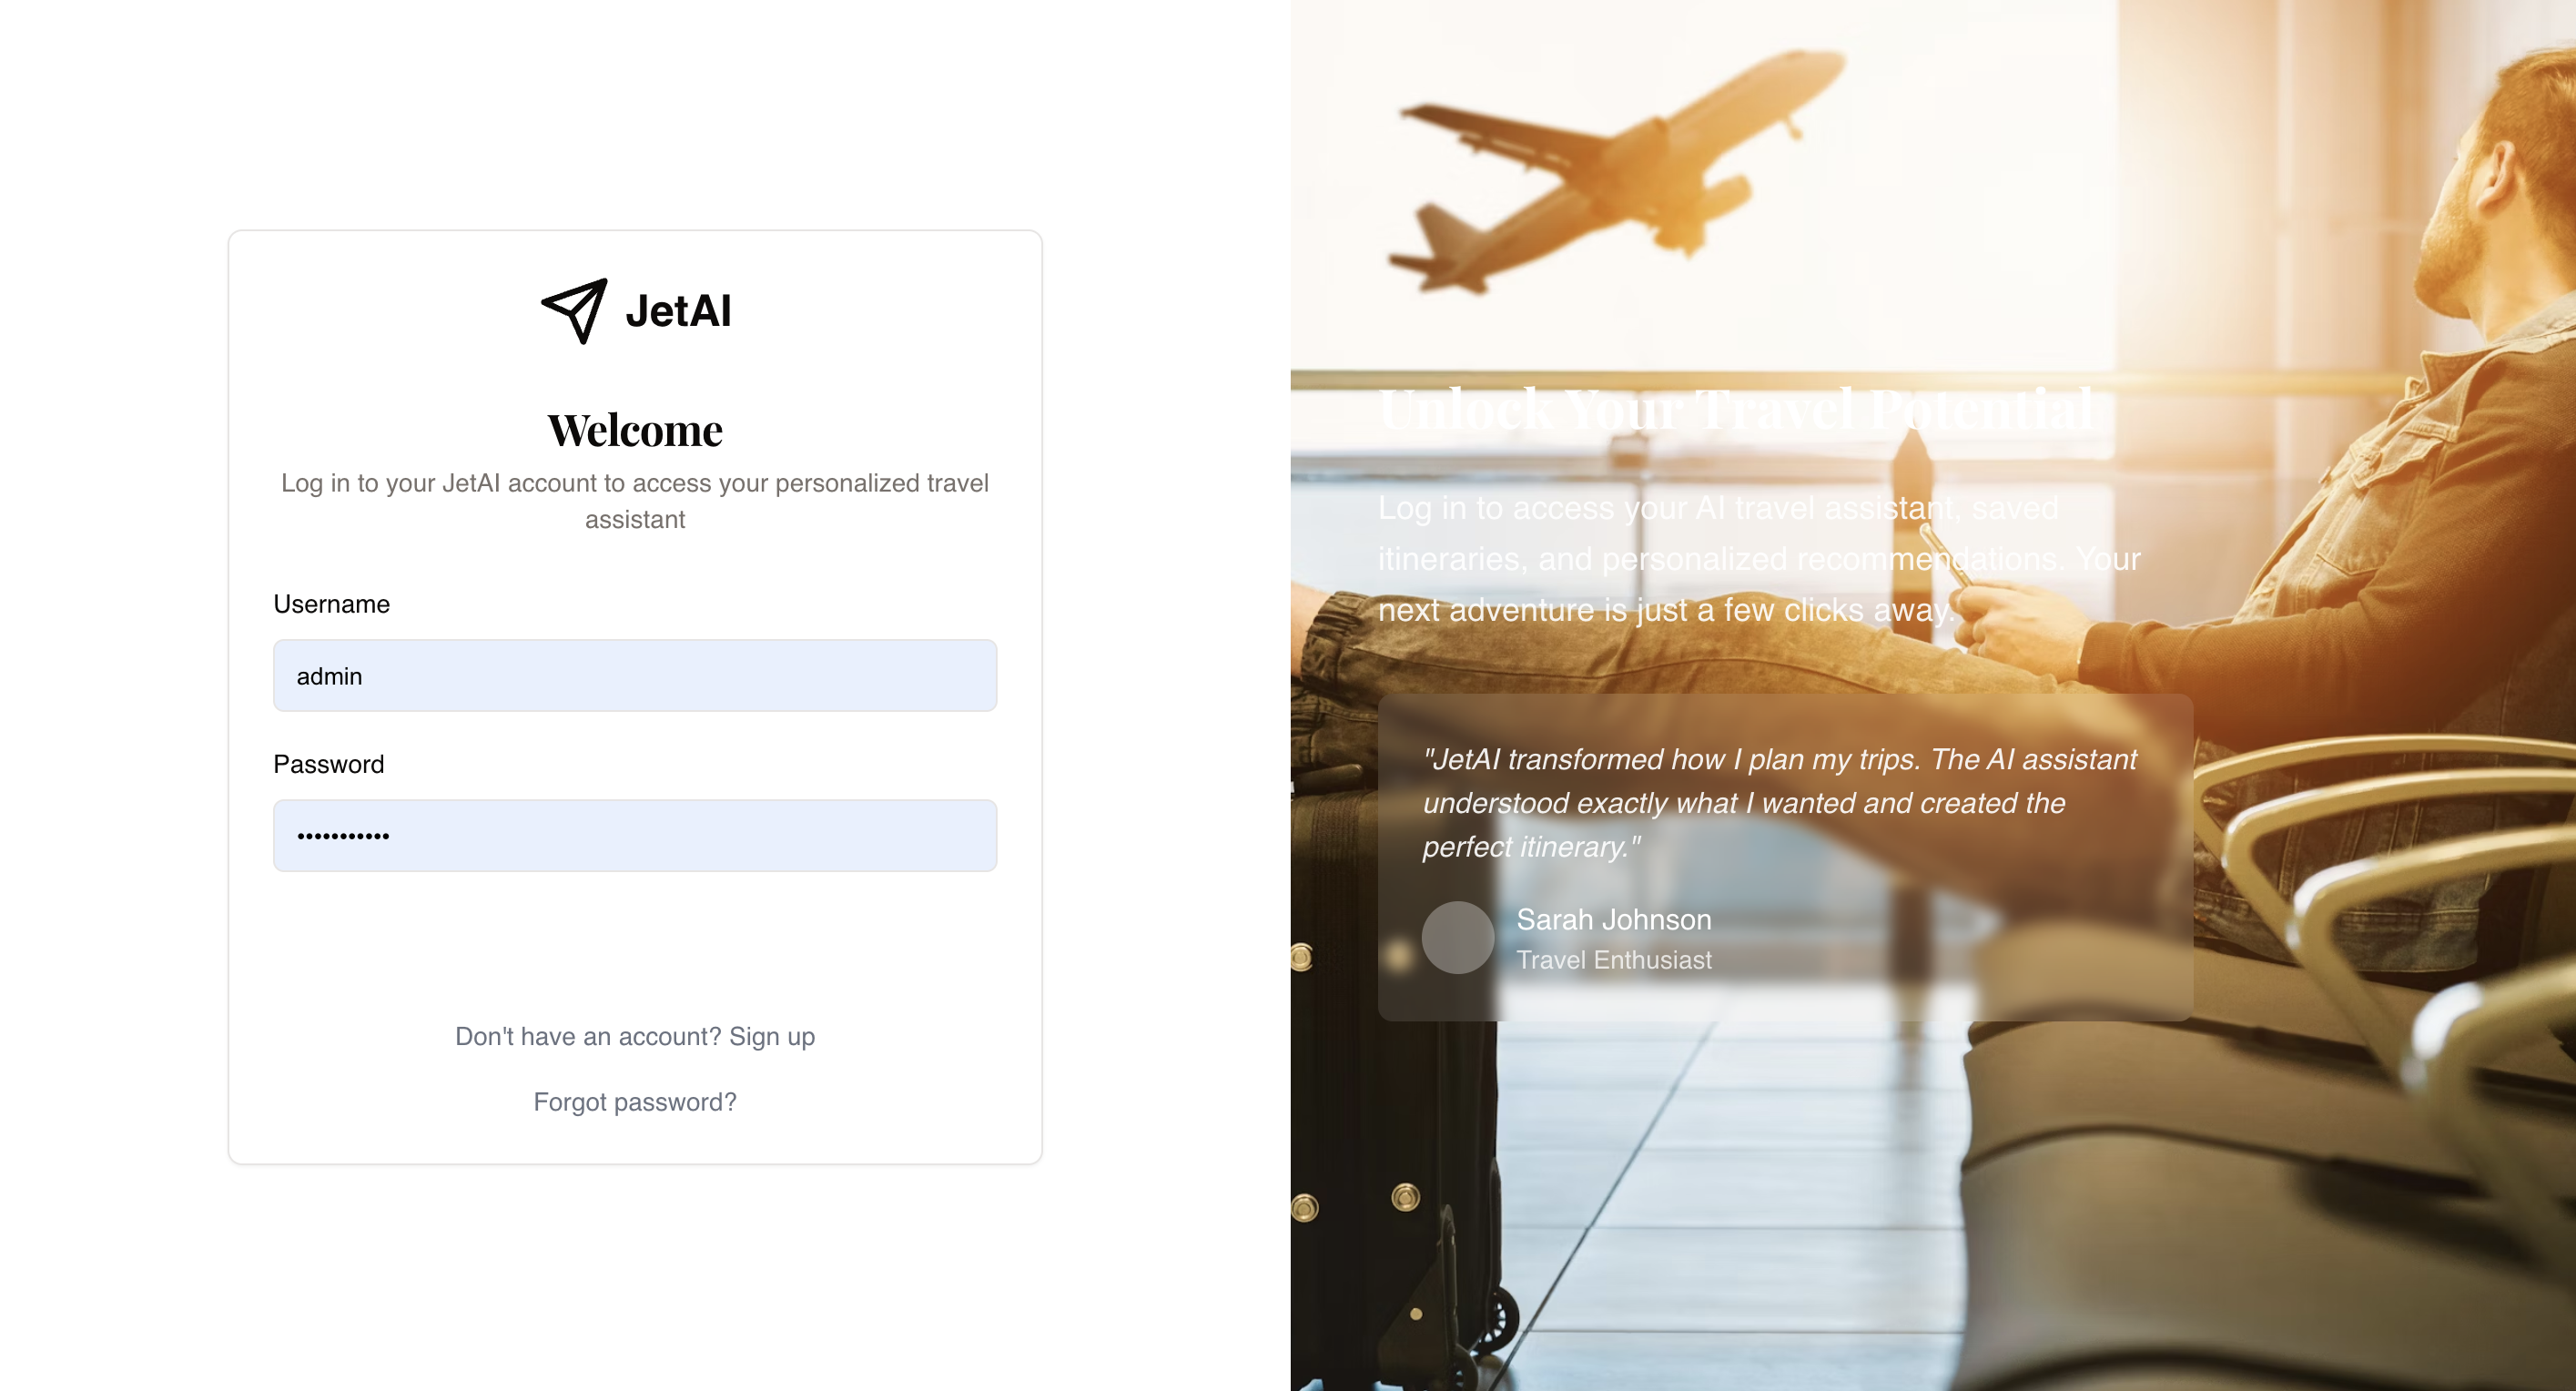 JetAI
Welcome
Log in to your JetAI account to access your personalized travel
assistant
Username
admin
Password
•••••••••••
Don't have an account? Sign up
Forgot password?
Unlock Your Travel Potential
Log in to access your AI travel assistant, saved
itineraries, and personalized recommendations. Your
next adventure is just a few clicks away.
"JetAI transformed how I plan my trips. The AI assistant
understood exactly what I wanted and created the
perfect itinerary."
Sarah Johnson
Travel Enthusiast